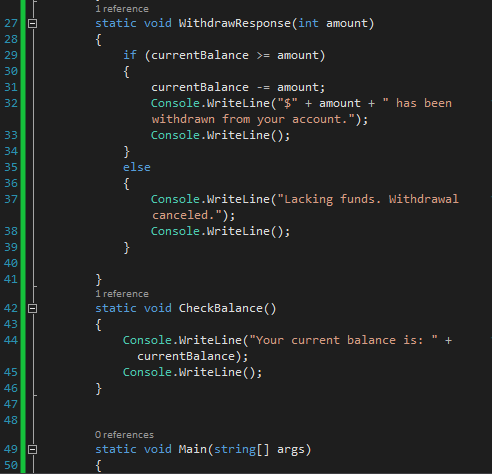 1 reference
27 static void WithdrawResponse(int amount)
28 {
29 if (currentBalance >= amount)
30 {
31 currentBalance -= amount;
32 Console.WriteLine("$" + amount + " has been
withdrawn from your account.");
33 Console.WriteLine();
34 }
35 else
36 {
37 Console.WriteLine("Lacking funds. Withdrawal
canceled.");
38 Console.WriteLine();
39 }
40
41 }
1 reference
42 static void CheckBalance()
43 {
44 Console.WriteLine("Your current balance is: " +
currentBalance);
45 Console.WriteLine();
46 }
47
48
0 references
49 static void Main(string[] args)
50 {